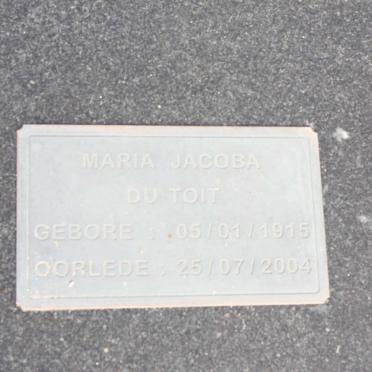 MARIA JACOBA
DU TOIT
GEBORE : 05/01/1915
OORLEDE : 25/07/2004